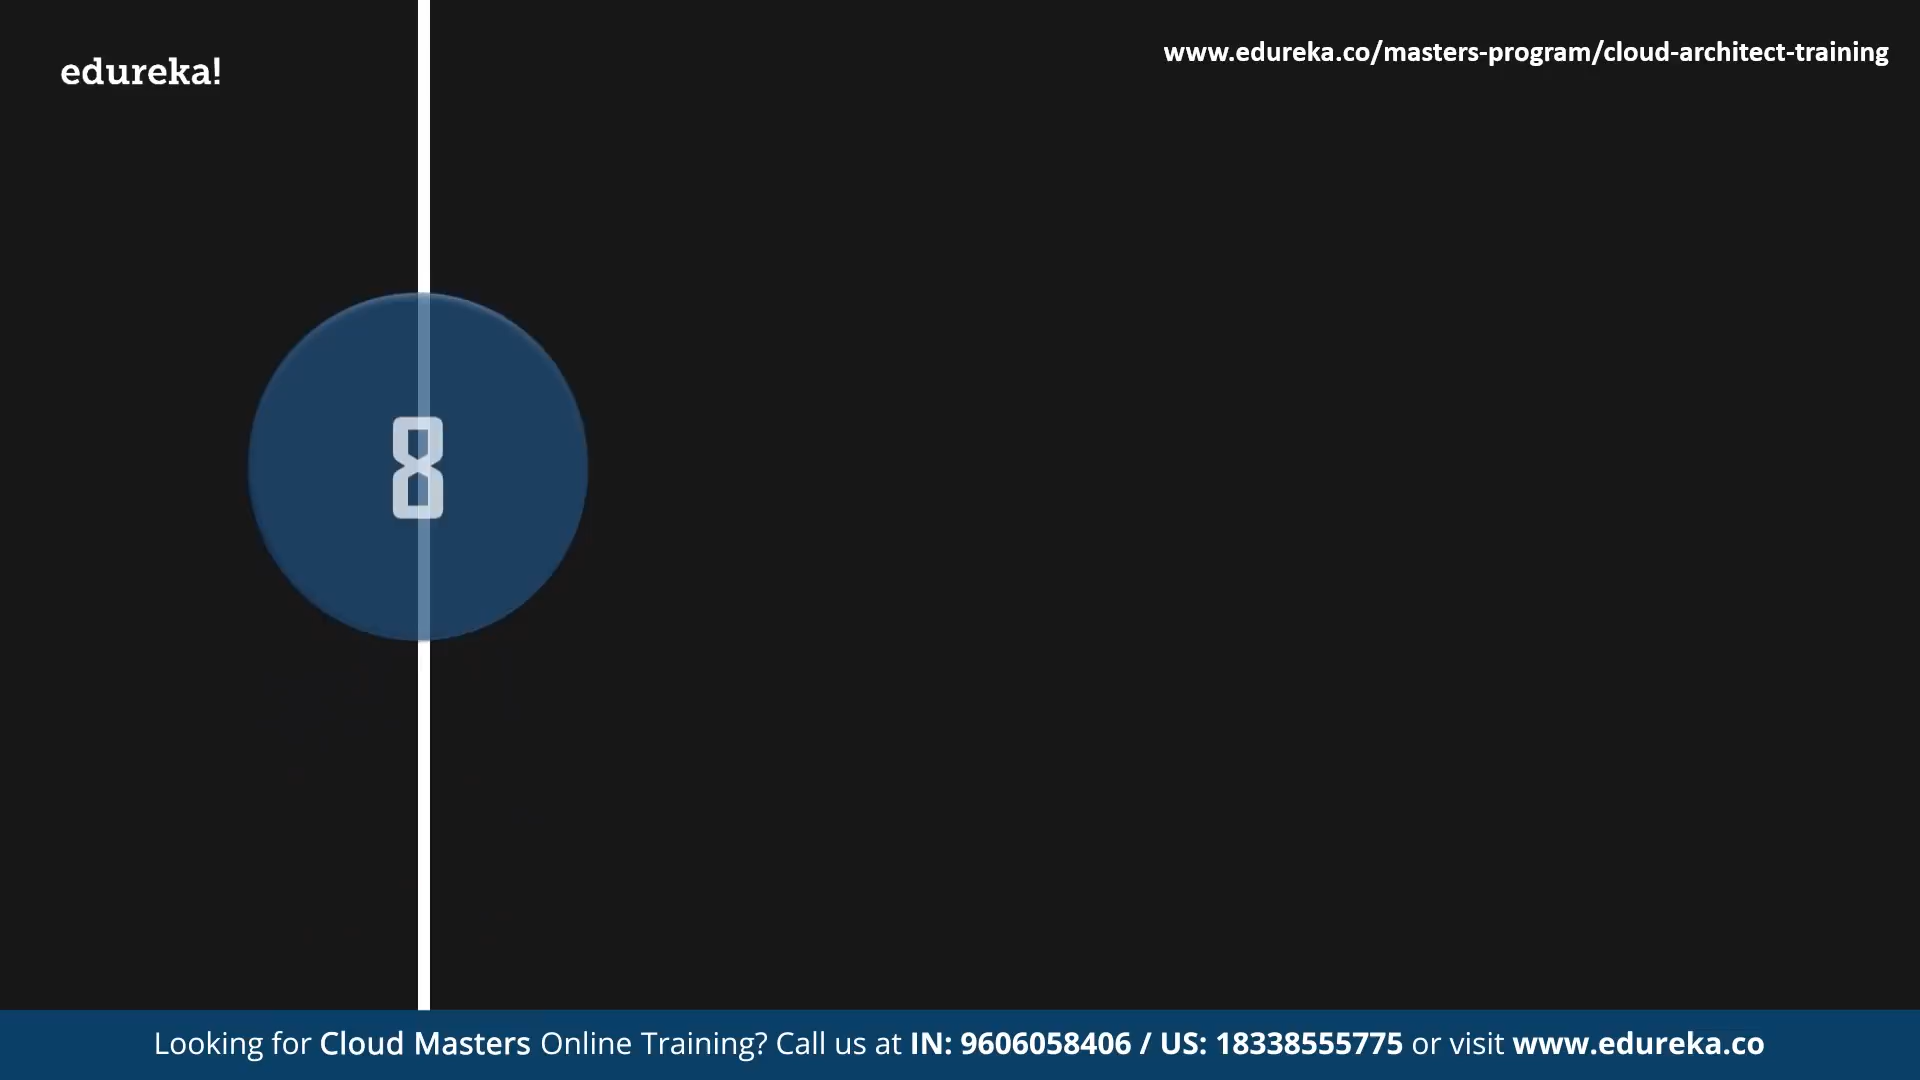 edureka!
www.edureka.co/masters-program/cloud-architect-training
8
Looking for Cloud Masters Online Training? Call us at IN: 9606058406 / US: 18338555775 or visit www.edureka.co